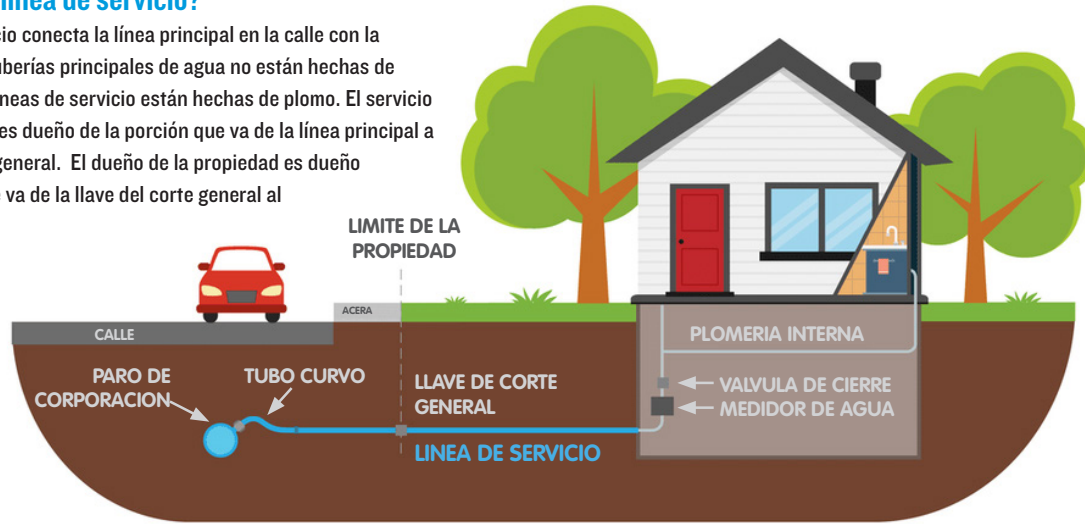 línea de servicio?
cio conecta la línea principal en la calle con la
uberías principales de agua no están hechas de
neas de servicio están hechas de plomo. El servicio
es dueño de la porción que va de la línea principal a
general. El dueño de la propiedad es dueño
va de la llave del corte general al
LIMITE DE LA
PROPIEDAD
ACERA
CALLE
PLOMERIA INTERNA
PARO DE
CORPORACION
TUBO CURVO
LLAVE DE CORTE
GENERAL
VALVULA DE CIERRE
MEDIDOR DE AGUA
LINEA DE SERVICIO